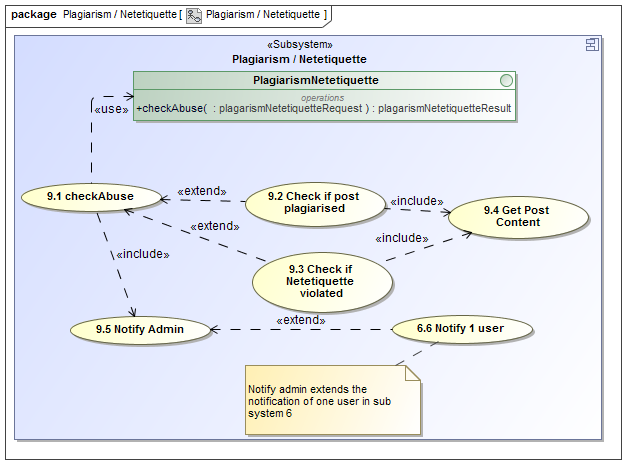 package Plagiarism / Netetiquette [ Plagiarism / Netetiquette ]
«Subsystem»
Plagiarism / Netetiquette
PlagiarismNetetiquette
operations
+checkAbuse( : plagarismNetetiquetteRequest ) : plagarismNetetiquetteResult
«use»
9.1 checkAbuse
«extend»
9.2 Check if post
plagiarised
«include»
9.4 Get Post
Content
«extend»
«include»
9.3 Check if
Netetiquette
violated
«include»
9.5 Notify Admin
«extend»
6.6 Notify 1 user
Notify admin extends the
notification of one user in sub
system 6